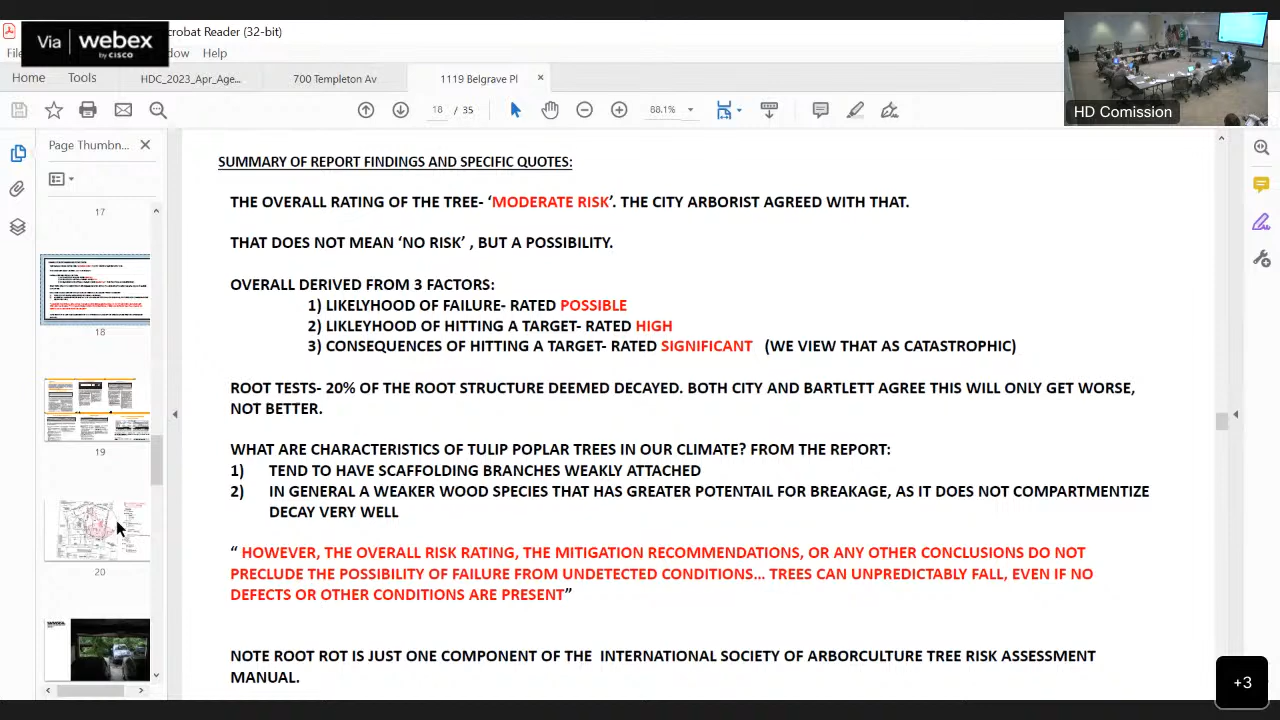 Via webex
by CISCO
crobat Reader (32-bit)
dow Help
Home Tools HDC_2023_Apr_Age... 700 Templeton Av 1119 Belgrave Pl
18 / 35 88.1%
HD Comission
Page Thumbn...
17
18
19
20
SUMMARY OF REPORT FINDINGS AND SPECIFIC QUOTES:
THE OVERALL RATING OF THE TREE- ‘MODERATE RISK’. THE CITY ARBORIST AGREED WITH THAT.
THAT DOES NOT MEAN ‘NO RISK’ , BUT A POSSIBILITY.
OVERALL DERIVED FROM 3 FACTORS:
1) LIKELYHOOD OF FAILURE- RATED POSSIBLE
2) LIKLEYHOOD OF HITTING A TARGET- RATED HIGH
3) CONSEQUENCES OF HITTING A TARGET- RATED SIGNIFICANT (WE VIEW THAT AS CATASTROPHIC)
ROOT TESTS- 20% OF THE ROOT STRUCTURE DEEMED DECAYED. BOTH CITY AND BARTLETT AGREE THIS WILL ONLY GET WORSE,
NOT BETTER.
WHAT ARE CHARACTERISTICS OF TULIP POPLAR TREES IN OUR CLIMATE? FROM THE REPORT:
1) TEND TO HAVE SCAFFOLDING BRANCHES WEAKLY ATTACHED
2) IN GENERAL A WEAKER WOOD SPECIES THAT HAS GREATER POTENTAIL FOR BREAKAGE, AS IT DOES NOT COMPARTMENTIZE
DECAY VERY WELL
“ HOWEVER, THE OVERALL RISK RATING, THE MITIGATION RECOMMENDATIONS, OR ANY OTHER CONCLUSIONS DO NOT
PRECLUDE THE POSSIBILITY OF FAILURE FROM UNDETECTED CONDITIONS... TREES CAN UNPREDICTABLY FALL, EVEN IF NO
DEFECTS OR OTHER CONDITIONS ARE PRESENT”
NOTE ROOT ROT IS JUST ONE COMPONENT OF THE INTERNATIONAL SOCIETY OF ARBORCULTURE TREE RISK ASSESSMENT
MANUAL.
+3